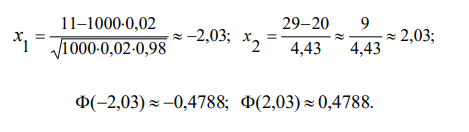 x₁ = (11–1000·0,02)/√(1000·0,02·0,98) ≈ –2,03; x₂ = (29–20)/4,43 ≈ 9/4,43 ≈ 2,03;
Φ(–2,03) ≈ –0,4788; Φ(2,03) ≈ 0,4788.